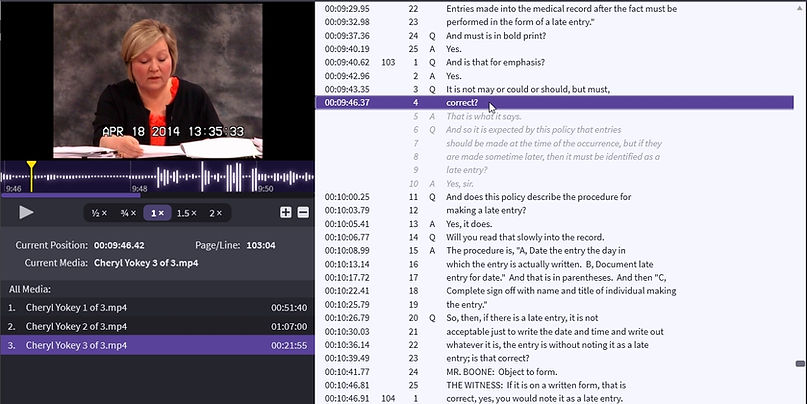 APR 18 2014 13:35:33
9:46 9:48 9:50
½ × ¾ × 1 × 1.5 × 2 ×
Current Position: 00:09:46.42 Page/Line: 103:04
Current Media: Cheryl Yokey 3 of 3.mp4
All Media:
1. Cheryl Yokey 1 of 3.mp4 00:51:40
2. Cheryl Yokey 2 of 3.mp4 01:07:00
3. Cheryl Yokey 3 of 3.mp4 00:21:55
00:09:29.95 22 Entries made into the medical record after the fact must be
00:09:32.98 23 performed in the form of a late entry."
00:09:37.36 24 Q And must is in bold print?
00:09:40.19 25 A Yes.
00:09:40.62 103 1 Q And is that for emphasis?
00:09:42.96 2 A Yes.
00:09:43.35 3 Q It is not may or could or should, but must,
00:09:46.37 4 correct?
5 A That is what it says.
6 Q And so it is expected by this policy that entries
7 should be made at the time of the occurrence, but if they
8 are made sometime later, then it must be identified as a
9 late entry?
10 A Yes, sir.
00:10:00.25 11 Q And does this policy describe the procedure for
00:10:03.79 12 making a late entry?
00:10:05.41 13 A Yes, it does.
00:10:06.77 14 Q Will you read that slowly into the record.
00:10:08.99 15 A The procedure is, "A, Date the entry the day in
00:10:13.14 16 which the entry is actually written. B, Document late
00:10:17.72 17 entry for date." And that is in parentheses. And then "C,
00:10:22.41 18 Complete sign off with name and title of individual making
00:10:25.79 19 the entry."
00:10:26.79 20 Q So, then, if there is a late entry, it is not
00:10:30.03 21 acceptable just to write the date and time and write out
00:10:36.14 22 whatever it is, the entry is without noting it as a late
00:10:39.49 23 entry; is that correct?
00:10:41.77 24 MR. BOONE: Object to form.
00:10:46.81 25 THE WITNESS: If it is on a written form, that is
00:10:46.91 104 1 correct, yes, you would note it as a late entry.